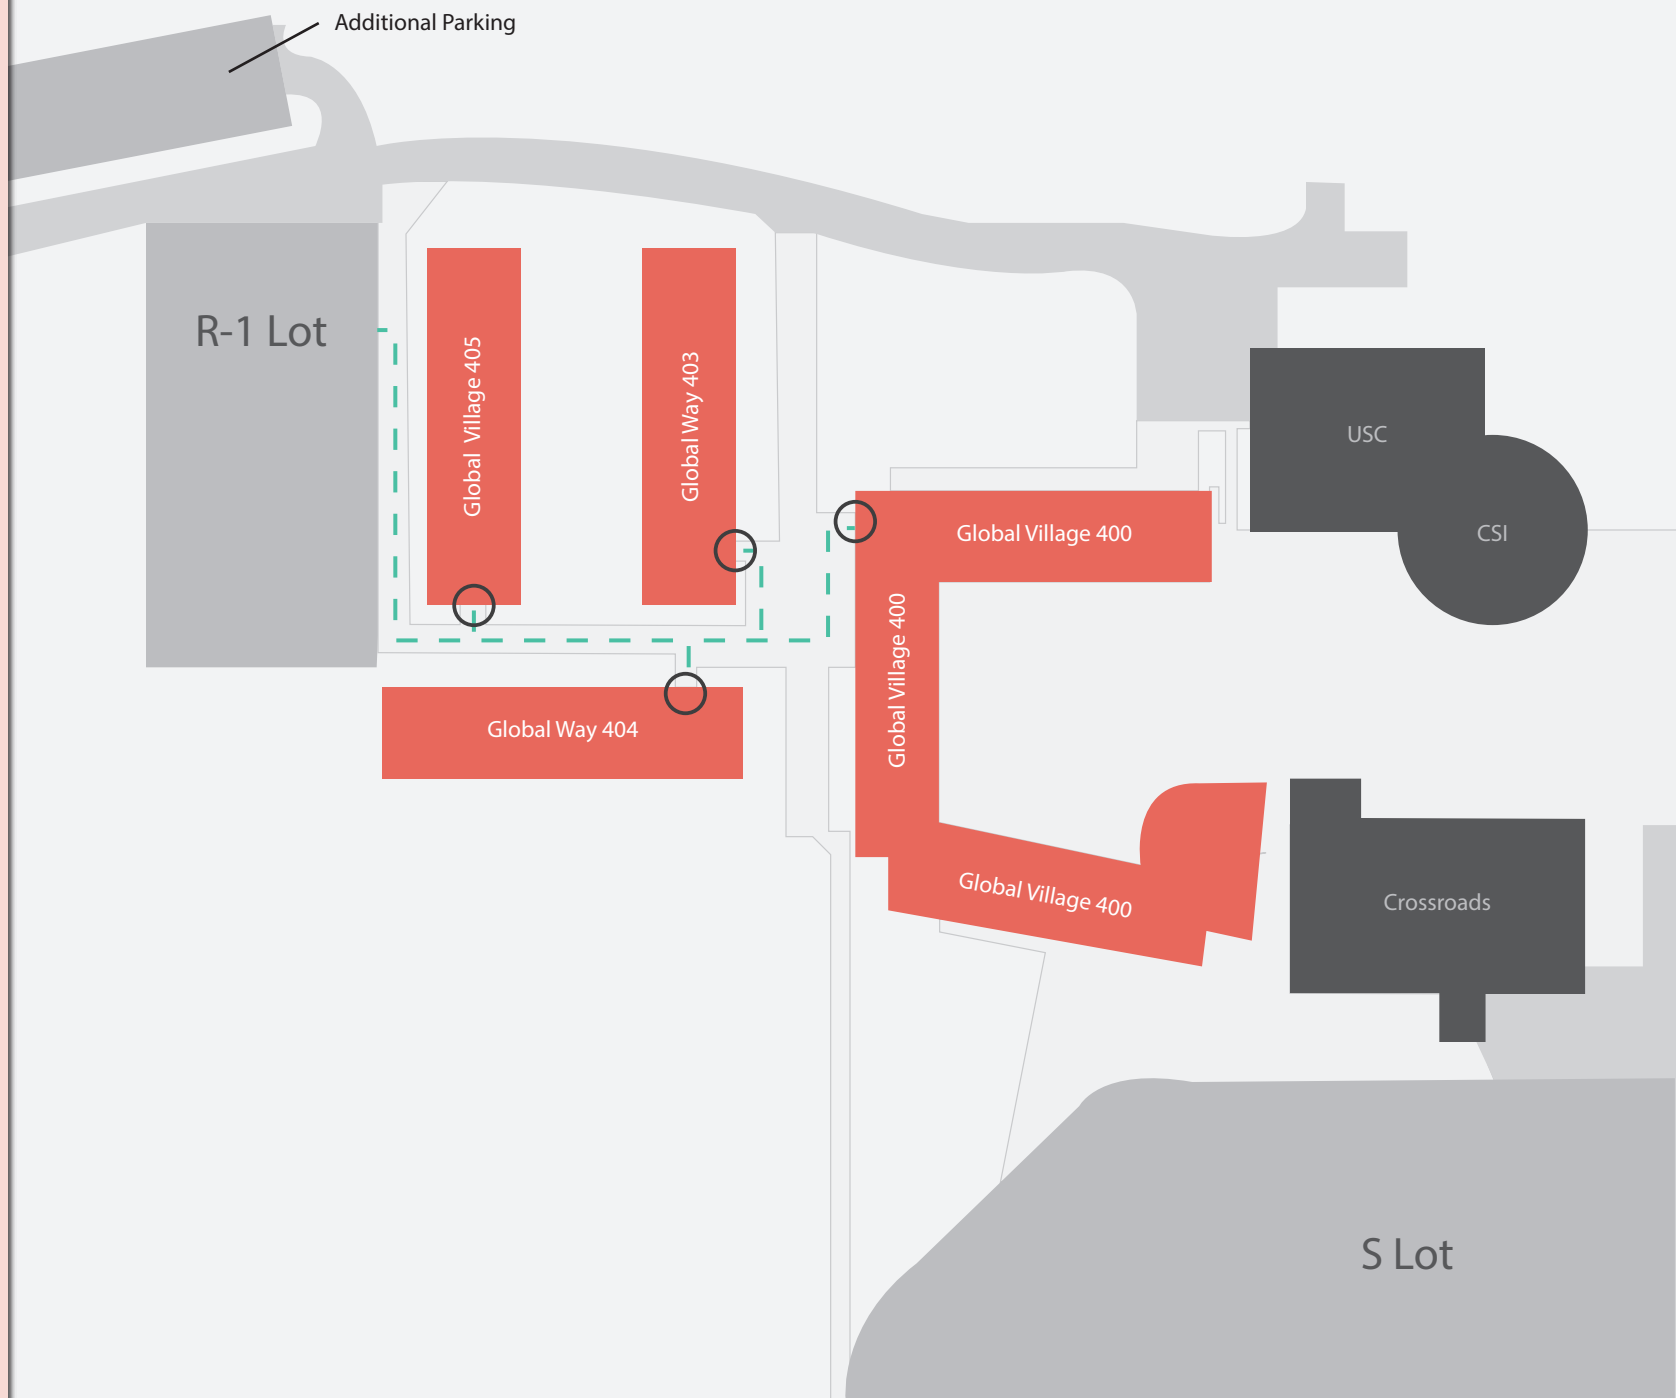 Additional Parking
R-1 Lot
Global Village 405
Global Way 403
USC
CSI
Global Village 400
Global Village 400
Global Way 404
Global Village 400
Crossroads
S Lot